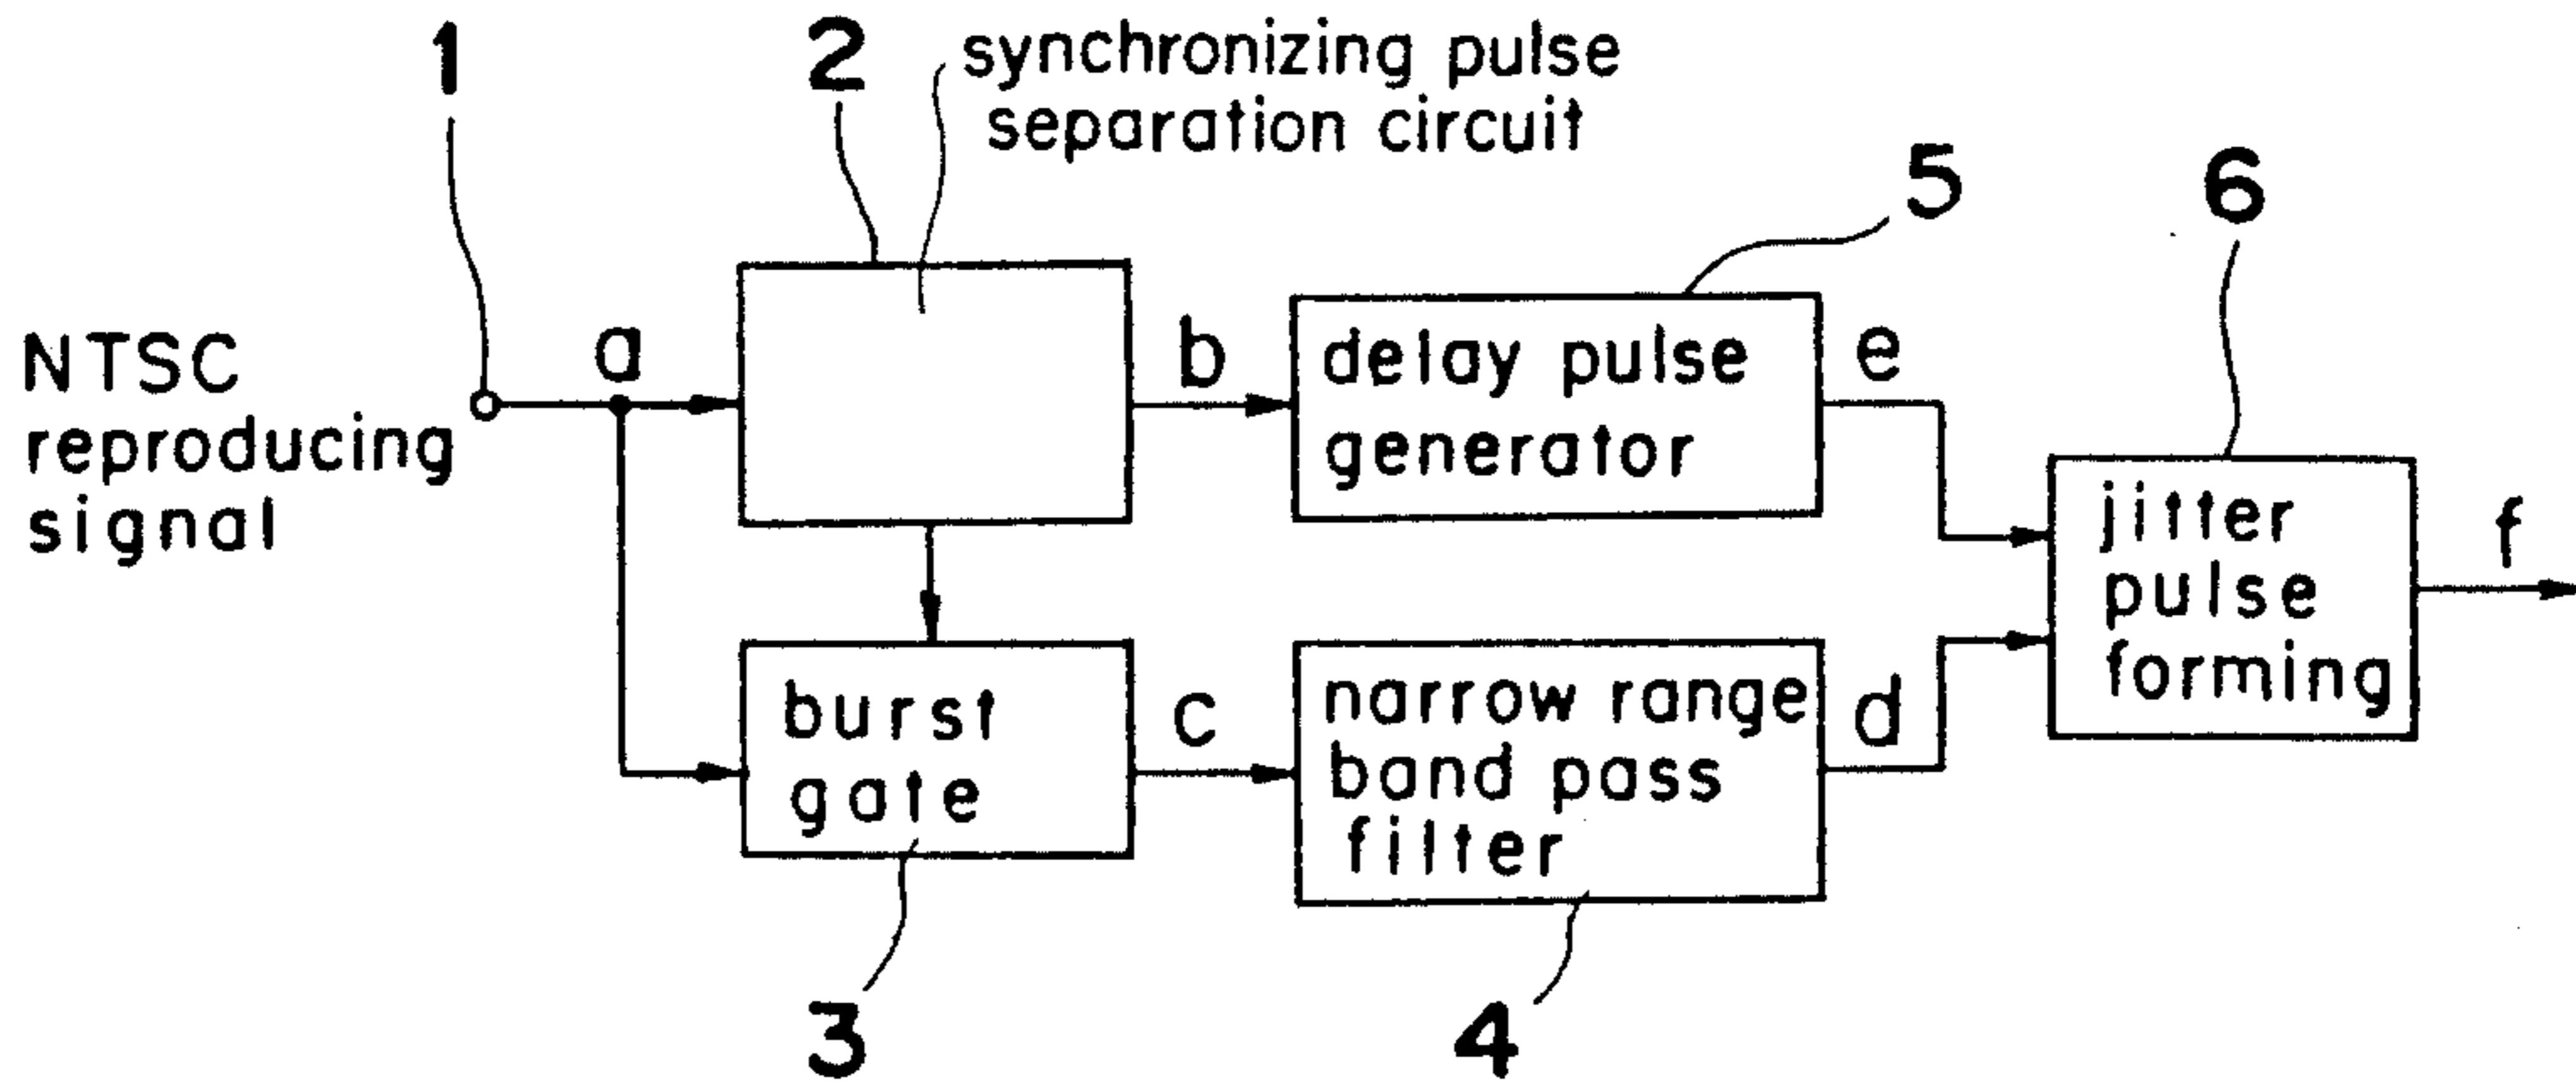 1
2
synchronizing pulse
separation circuit
5
6
NTSC
reproducing
signal
a
b
delay pulse
generator
e
jitter
pulse
forming
f
burst
gate
c
narrow range
band pass
filter
d
3
4